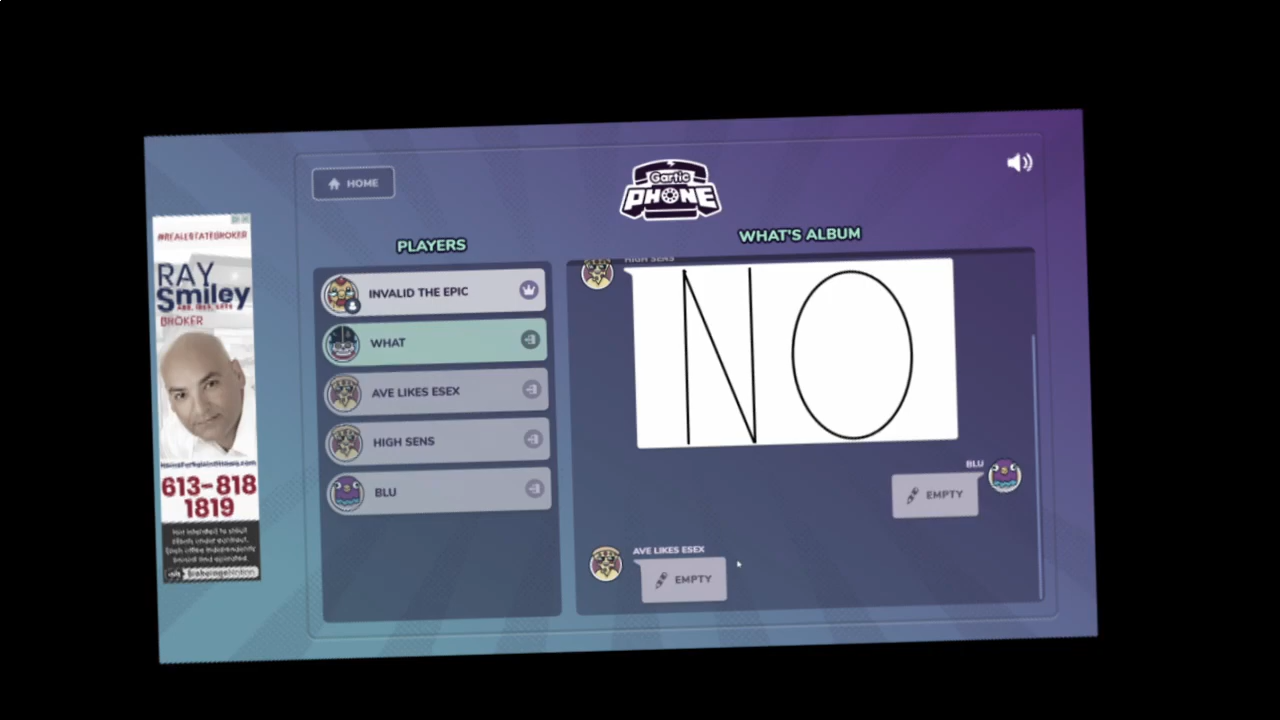 HOME
Gartic
PHONE
PLAYERS
WHAT'S ALBUM
#REALESTATEBROKER
RAY
Smiley
BROKER
613-818
1819
INVALID THE EPIC
WHAT
AVE LIKES ESEX
HIGH SENS
BLU
HIGH SENS
NO
BLU
EMPTY
AVE LIKES ESEX
EMPTY